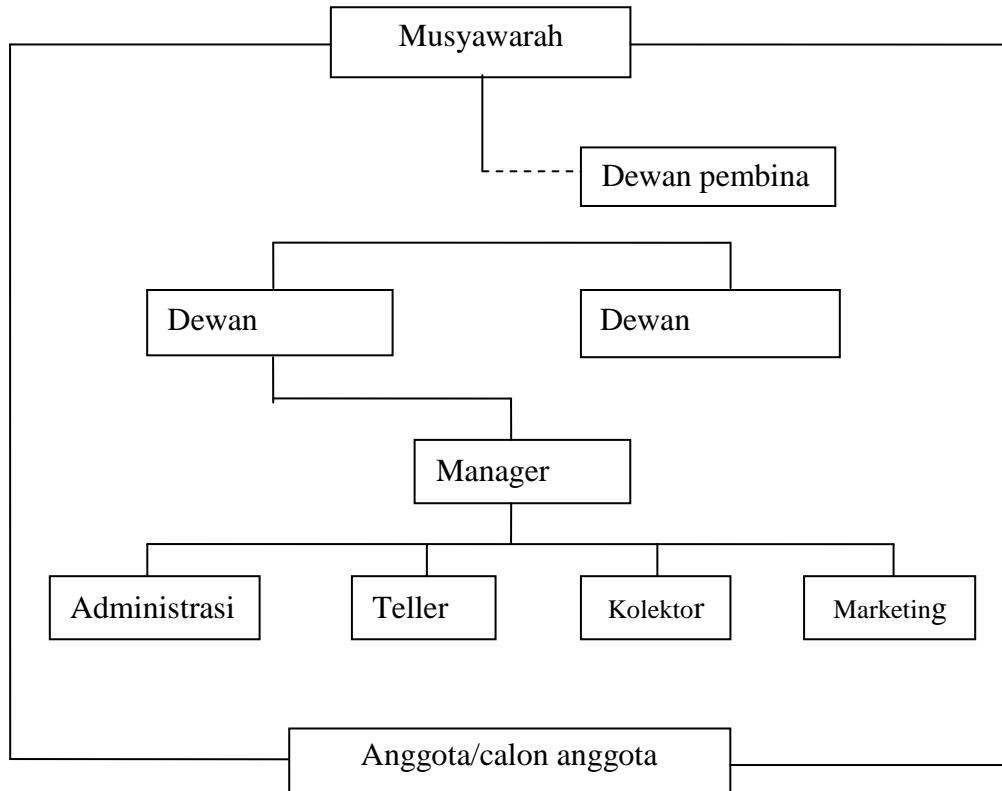 Musyawarah
Dewan pembina
Dewan
Dewan
Manager
Administrasi
Teller
Kolektor
Marketing
Anggota/calon anggota